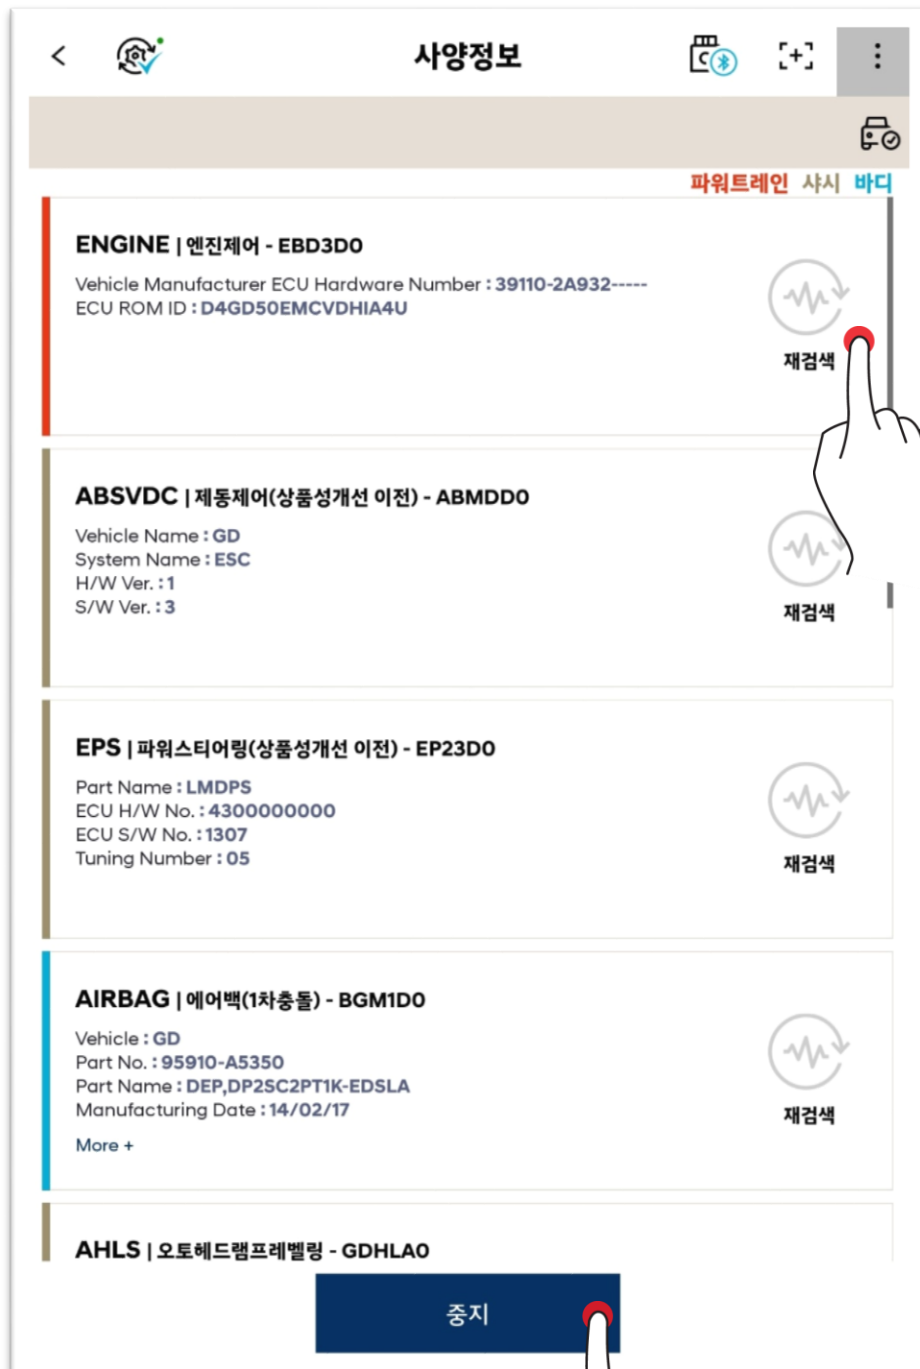 사양정보
파워트레인 샤시 바디
ENGINE | 엔진제어 - EBD3D0
Vehicle Manufacturer ECU Hardware Number : 39110-2A932-----
ECU ROM ID : D4GD50EMCVDHIA4U
재검색
ABSVDC | 제동제어(상품성개선 이전) - ABMDD0
Vehicle Name : GD
System Name : ESC
H/W Ver. : 1
S/W Ver. : 3
재검색
EPS | 파워스티어링(상품성개선 이전) - EP23D0
Part Name : LMDPS
ECU H/W No. : 4300000000
ECU S/W No. : 1307
Tuning Number : 05
재검색
AIRBAG | 에어백(1차충돌) - BGM1D0
Vehicle : GD
Part No. : 95910-A5350
Part Name : DEP,DP2SC2PT1K-EDSLA
Manufacturing Date : 14/02/17
More +
재검색
AHLS | 오토헤드램프레벨링 - GDHLA0
중지